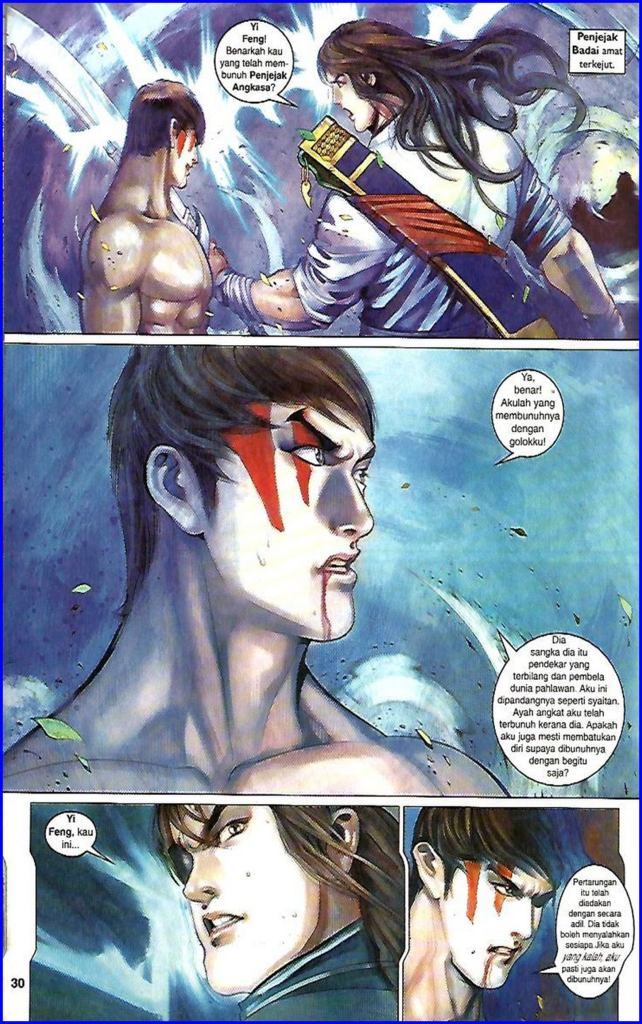 Yi
Feng!
Benarkah kau
yang telah mem-
bunuh Penjejak
Angkasa?
Penjejak
Badai amat
terkejut.
Ya,
benar!
Akulah yang
membunuhnya
dengan
golokku!
Dia
sangka dia itu
pendekar yang
terbilang dan pembela
dunia pahlawan. Aku ini
dipandangnya seperti syaitan.
Ayah angkat aku telah
terbunuh kerana dia. Apakah
aku juga mesti membatukan
diri supaya dibunuhnya
dengan begitu
saja?
Yi
Feng, kau
ini...
Pertarungan
itu telah
diadakan
dengan secara
adil. Dia tidak
boleh menyalahkan
sesiapa.Jika aku
yang kalah, aku
pasti juga akan
dibunuhnya!
30